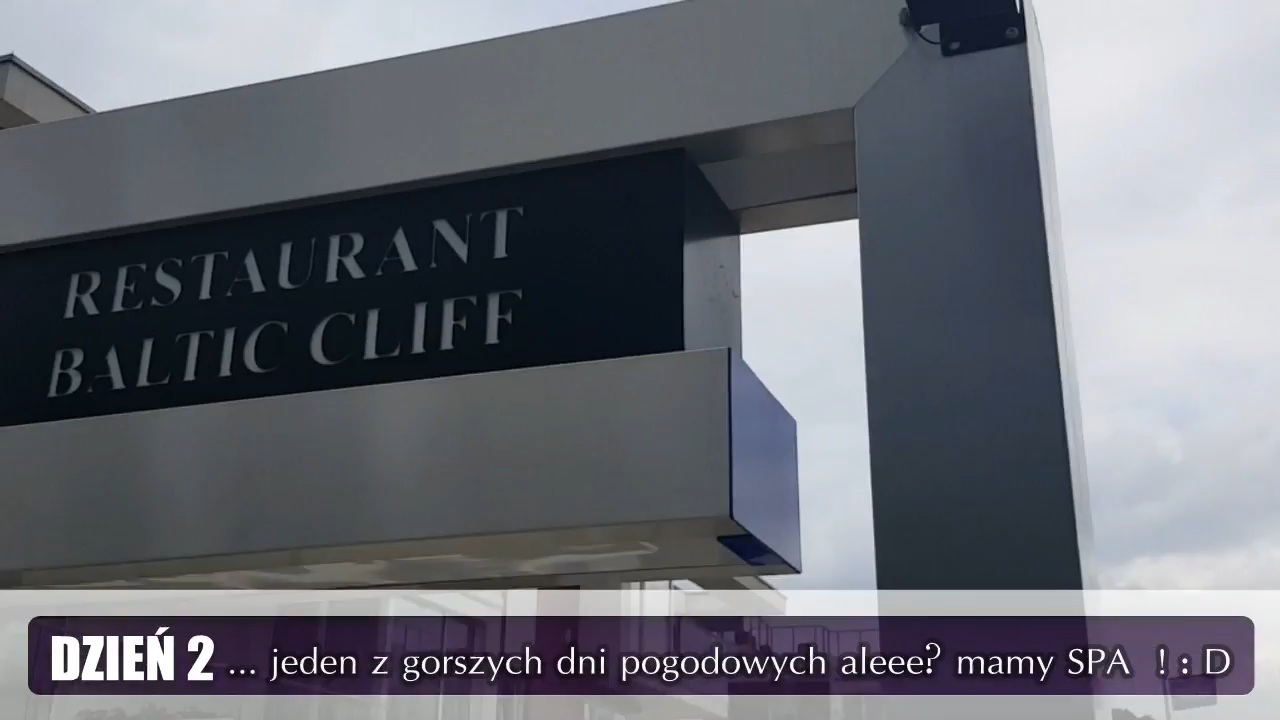 RESTAURANT
BALTIC CLIFF
DZIEŃ 2 ... jeden z gorszych dni pogodowych aleee? mamy SPA ! : D